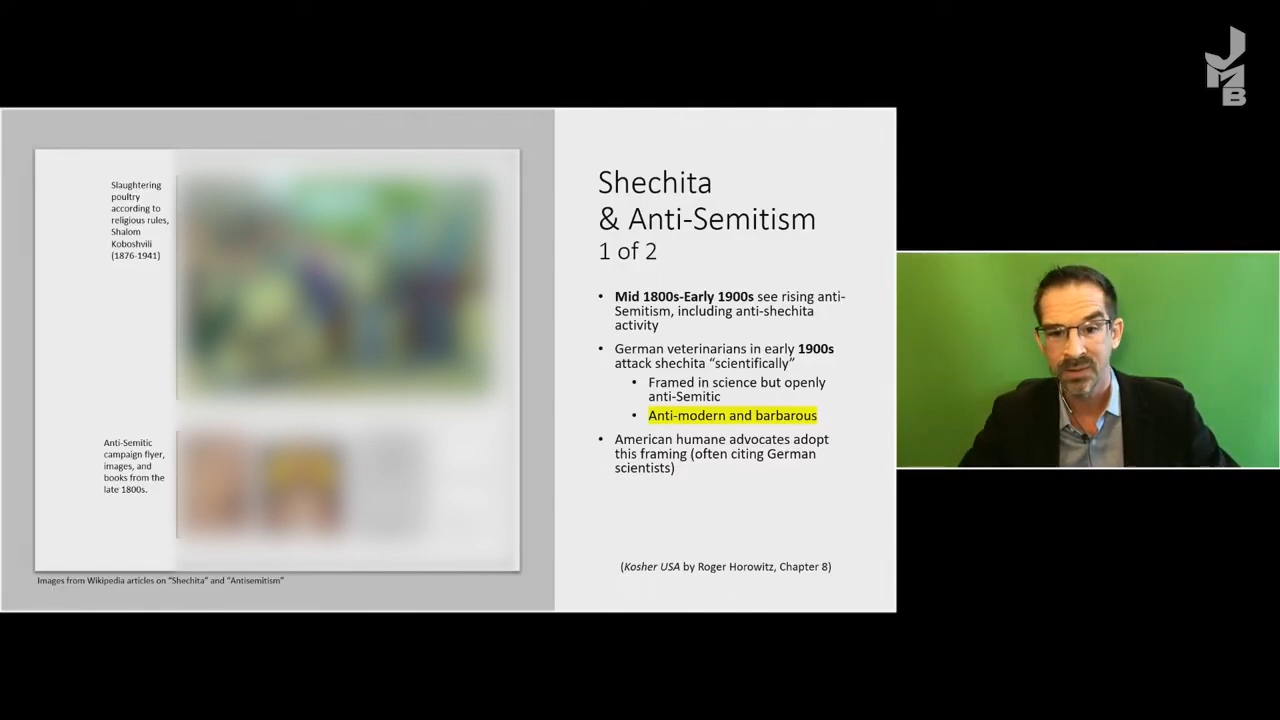 JMB
Slaughtering
poultry
according to
religious rules,
Shalom
Koboshvili
(1876-1941)
Anti-Semitic
campaign flyer,
images, and
books from the
late 1800s.
Images from Wikipedia articles on “Shechita” and “Antisemitism”
Shechita
& Anti-Semitism
1 of 2
• Mid 1800s-Early 1900s see rising anti-
Semitism, including anti-shechita
activity
• German veterinarians in early 1900s
attack shechita “scientifically”
• Framed in science but openly
anti-Semitic
• Anti-modern and barbarous
• American humane advocates adopt
this framing (often citing German
scientists)
(Kosher USA by Roger Horowitz, Chapter 8)